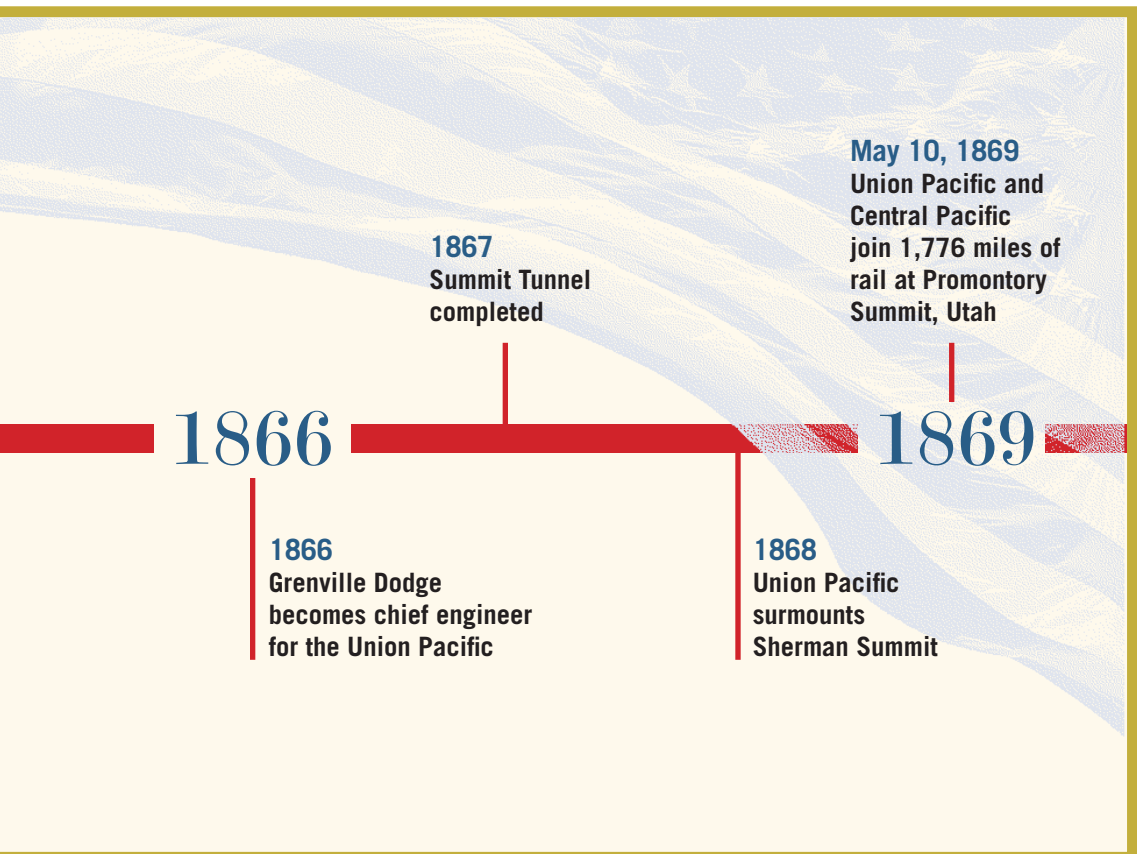 May 10, 1869
Union Pacific and
Central Pacific
join 1,776 miles of
rail at Promontory
Summit, Utah
1867
Summit Tunnel
completed
1866
1869
1866
Grenville Dodge
becomes chief engineer
for the Union Pacific
1868
Union Pacific
surmounts
Sherman Summit